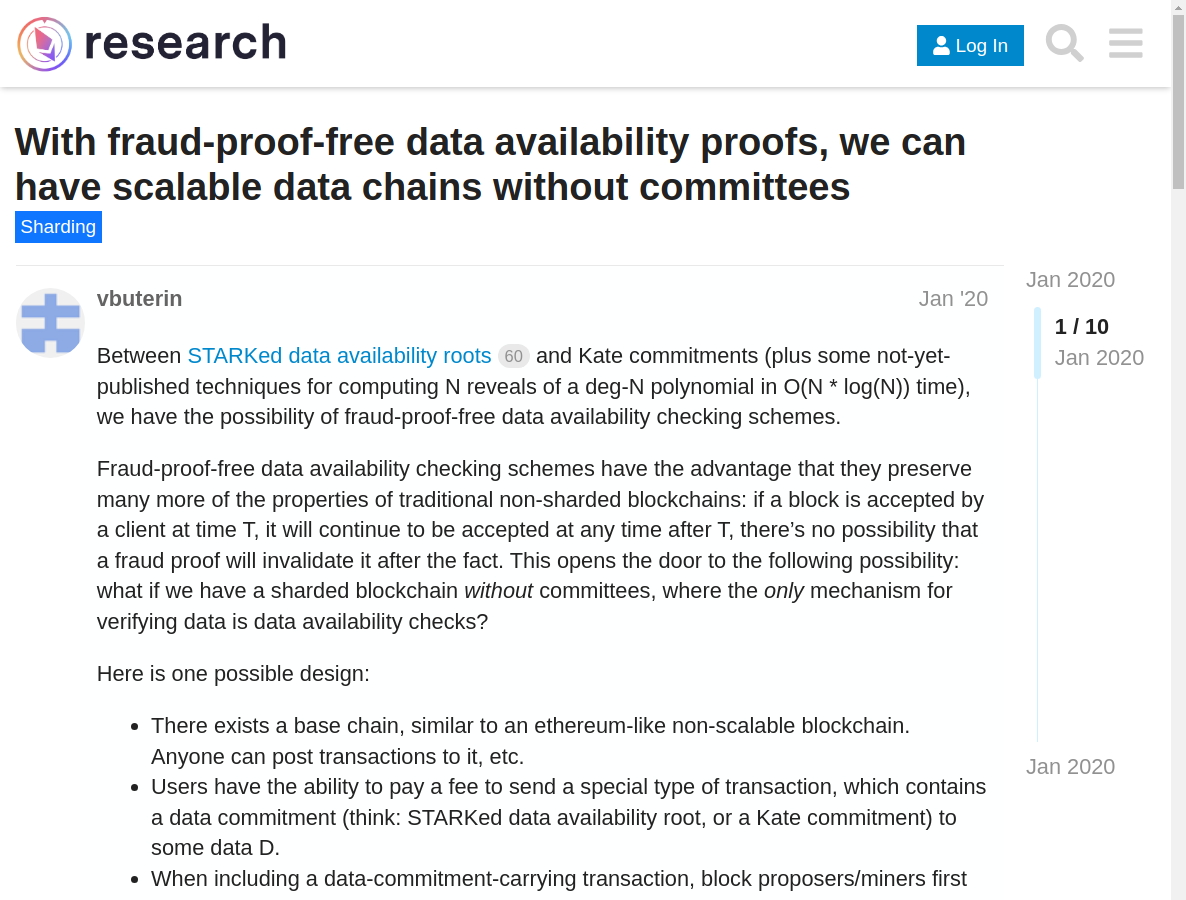 research
Log In
With fraud-proof-free data availability proofs, we can
have scalable data chains without committees
Sharding
Jan 2020
vbuterin
Jan '20
1 / 10
Jan 2020
Between STARKed data availability roots 60 and Kate commitments (plus some not-yet-
published techniques for computing N reveals of a deg-N polynomial in O(N * log(N)) time),
we have the possibility of fraud-proof-free data availability checking schemes.
Fraud-proof-free data availability checking schemes have the advantage that they preserve
many more of the properties of traditional non-sharded blockchains: if a block is accepted by
a client at time T, it will continue to be accepted at any time after T, there’s no possibility that
a fraud proof will invalidate it after the fact. This opens the door to the following possibility:
what if we have a sharded blockchain without committees, where the only mechanism for
verifying data is data availability checks?
Here is one possible design:
• There exists a base chain, similar to an ethereum-like non-scalable blockchain.
Anyone can post transactions to it, etc.
• Users have the ability to pay a fee to send a special type of transaction, which contains
a data commitment (think: STARKed data availability root, or a Kate commitment) to
some data D.
• When including a data-commitment-carrying transaction, block proposers/miners first
Jan 2020